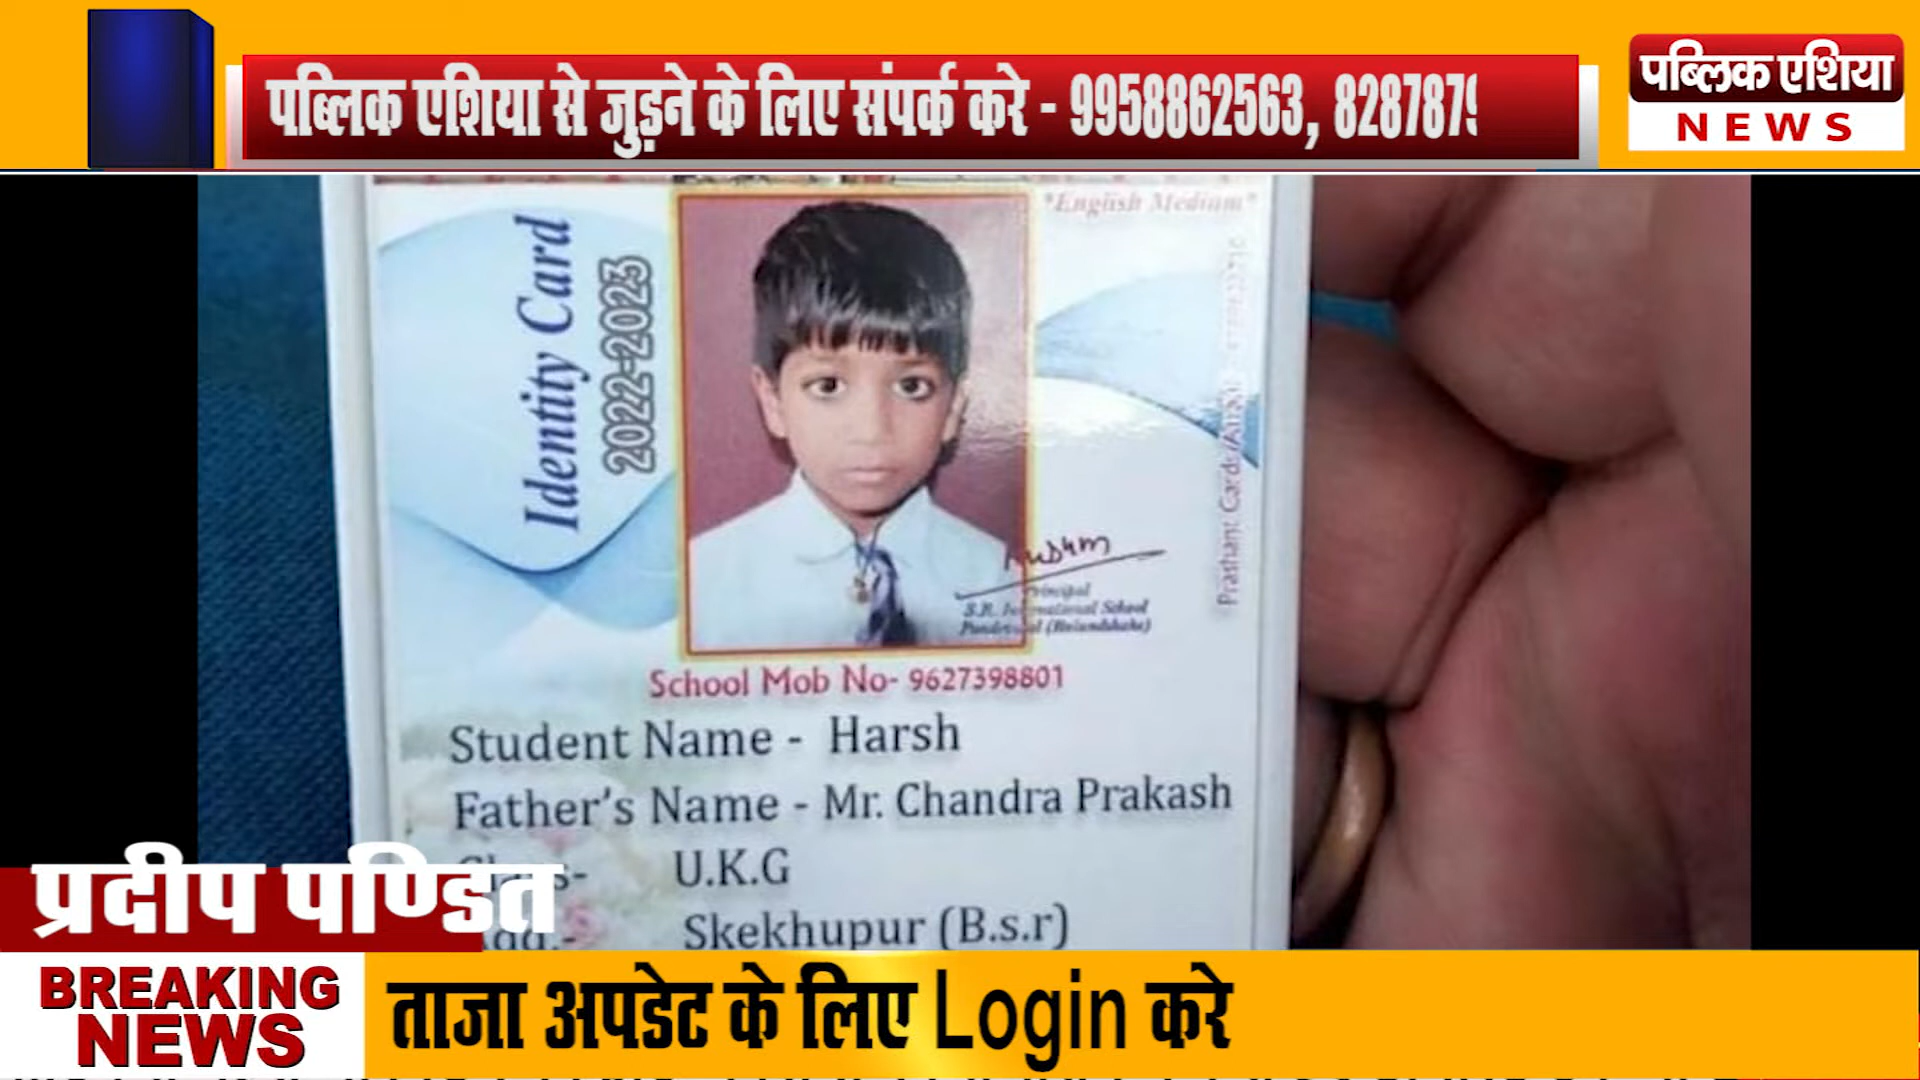 पब्लिक एशिया से जुड़ने के लिए संपर्क करे - 9958862563, 828787
पब्लिक एशिया
NEWS
*English Medium*
Identity Card
2022-2023
Prashant Cards
Principal
S.R. International School
School Mob No- 9627398801
Student Name - Harsh
Father's Name - Mr. Chandra Prakash
U.K.G
Skekhupur (B.s.r)
प्रदीप पण्डित
BREAKING
NEWS
ताजा अपडेट के लिए Login करे